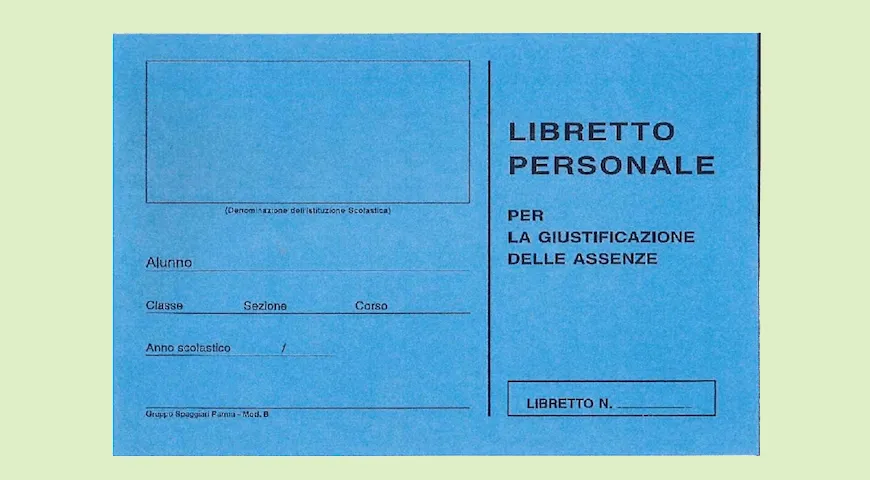 (Denominazione dell'Istituzione Scolastica)
Alunno
Classe Sezione Corso
Anno scolastico /
Gruppo Spaggiari Parma - Mod. B
LIBRETTO
PERSONALE
PER
LA GIUSTIFICAZIONE
DELLE ASSENZE
LIBRETTO N.